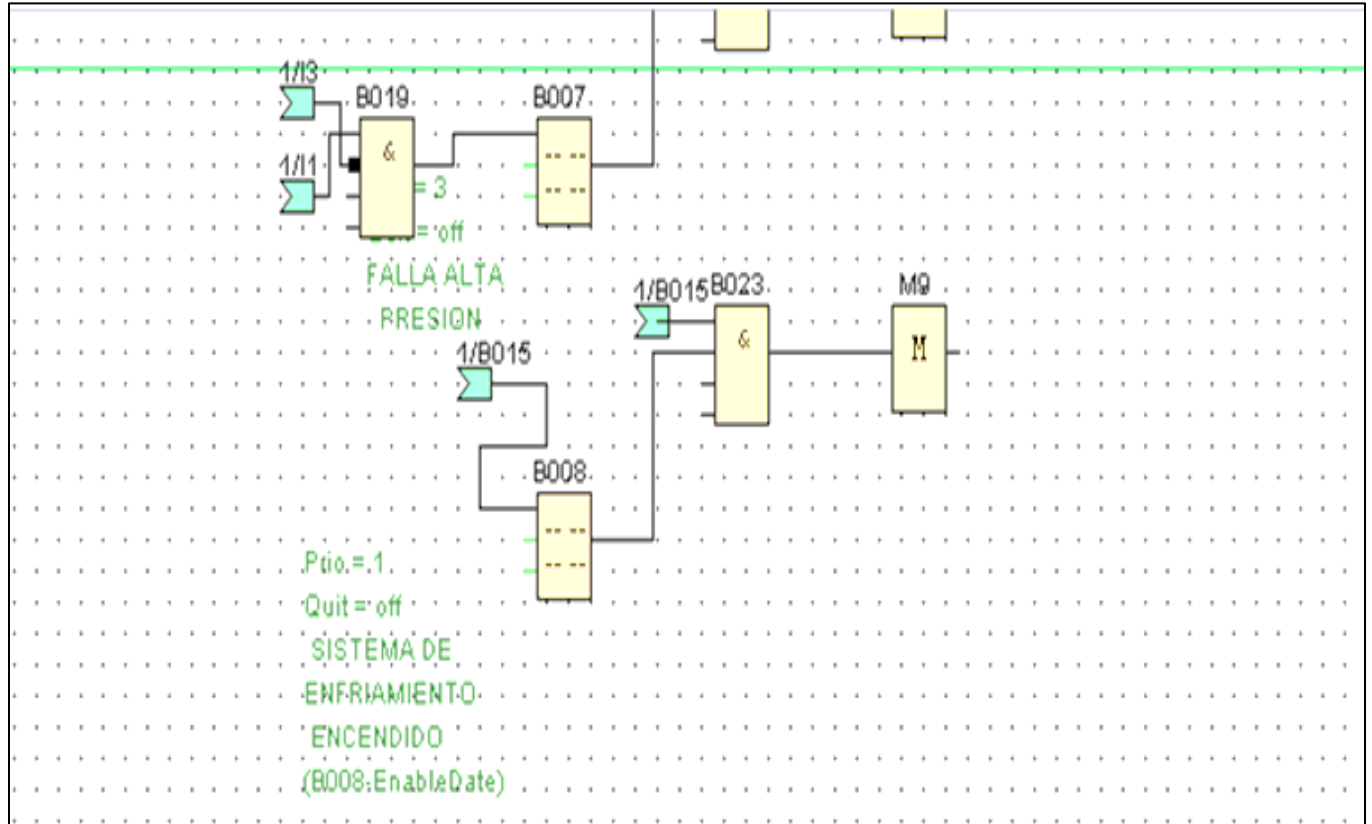 1/I3
B019
B007
&
1/I1
= 3
= off
FALLA ALTA
PRESION
1/B015
B023
M9
&
M
1/B015
B008
Prio = 1
Quit = off
SISTEMA DE
ENFRIAMIENTO
ENCENDIDO
(B008:EnableDate)